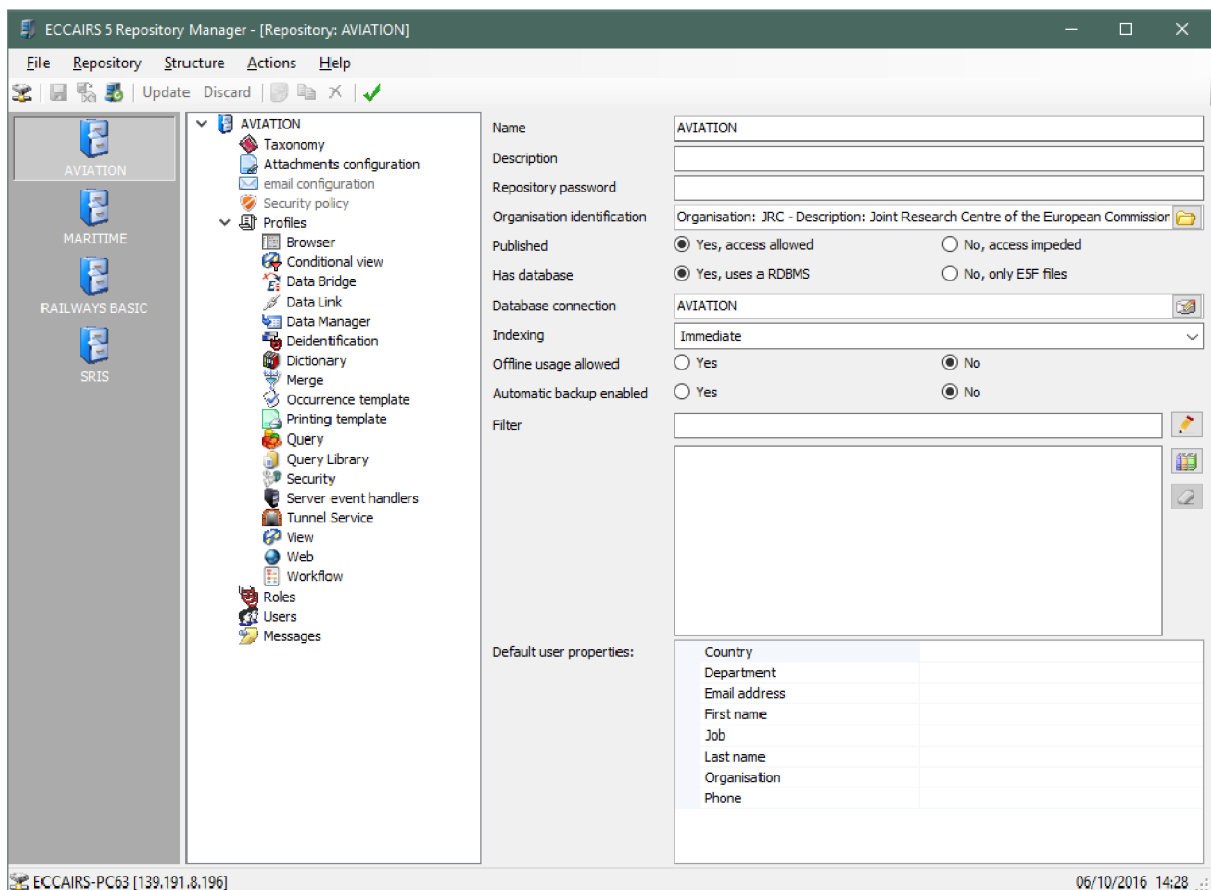 ECCAIRS 5 Repository Manager - [Repository: AVIATION]
File Repository Structure Actions Help
Update Discard
AVIATION
MARITIME
RAILWAYS BASIC
SRIS
AVIATION
Taxonomy
Attachments configuration
email configuration
Security policy
Profiles
Browser
Conditional view
Data Bridge
Data Link
Data Manager
Deidentification
Dictionary
Merge
Occurrence template
Printing template
Query
Query Library
Security
Server event handlers
Tunnel Service
View
Web
Workflow
Roles
Users
Messages
Name AVIATION
Description
Repository password
Organisation identification Organisation: JRC - Description: Joint Research Centre of the European Commission
Published Yes, access allowed No, access impeded
Has database Yes, uses a RDBMS No, only E5F files
Database connection AVIATION
Indexing Immediate
Offline usage allowed Yes No
Automatic backup enabled Yes No
Filter
Default user properties: Country
Department
Email address
First name
Job
Last name
Organisation
Phone
ECCAIRS-PC63 [139.191.8.196] 06/10/2016 14:28